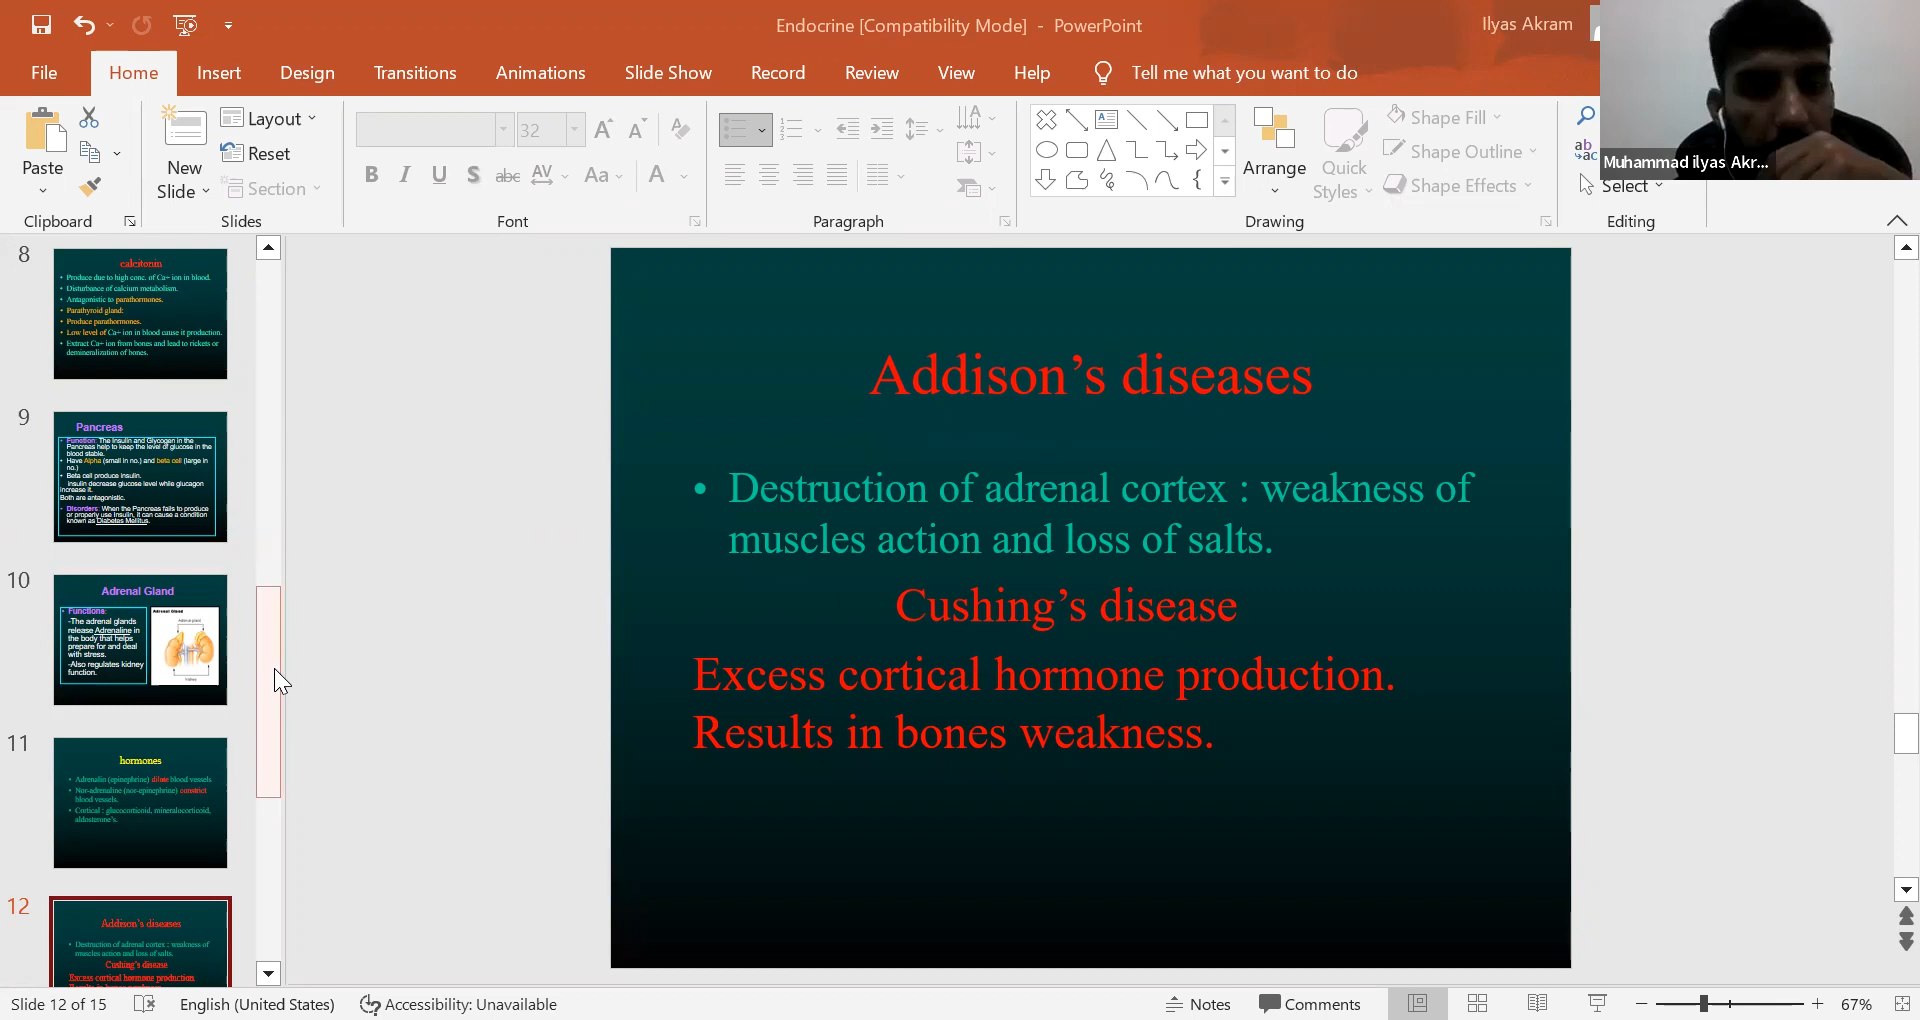 Endocrine [Compatibility Mode] - PowerPoint
Ilyas Akram
File Home Insert Design Transitions Animations Slide Show Record Review View Help Tell me what you want to do
Paste
Clipboard
New
Slide
Layout
Reset
Section
Slides
32
B I U S abc AV Aa A
Font
Paragraph
Arrange
Quick
Styles
Shape Fill
Shape Outline
Shape Effects
Drawing
ab
ac
Select
Editing
Muhammad ilyas Akr...
8
calcitonin
• Produce due to high conc. of Ca+ ion in blood.
• Disturbance of calcium metabolism.
• Antagonistic to parathormones.
• Parathyroid gland:
• Produce parathormones.
• Low level of Ca+ ion in blood cause it production.
• Extract Ca+ ion from bones and lead to rickets or
demineralization of bones.
9
Pancreas
• Function: The Insulin and Glycogen in the
Pancreas help to keep the level of glucose in the
blood stable.
• Have Alpha (small in no.) and beta cell (large in
no.)
• Beta cell produce insulin.
Insulin decrease glucose level while glucagon
increase it.
Both are antagonistic.
• Disorders: When the Pancreas fails to produce
or properly use Insulin, it can cause a condition
known as Diabetes Mellitus.
10
Adrenal Gland
• Functions:
-The adrenal glands
release Adrenaline in
the body that helps
prepare for and deal
with stress.
-Also regulates kidney
function.
Adrenal Gland
Kidney
11
hormones
• Adrenalin (epinephrine) dilute blood vessels
• Nor-adrenaline (nor-epinephrine) constrict
blood vessels.
• Cortical : glucocorticoid, mineralocorticoid,
aldosterone's.
12
Addison's diseases
• Destruction of adrenal cortex : weakness of
muscles action and loss of salts.
Cushing's disease
Excess cortical hormone production.
Addison’s diseases
• Destruction of adrenal cortex : weakness of
muscles action and loss of salts.
Cushing’s disease
Excess cortical hormone production.
Results in bones weakness.
Slide 12 of 15
English (United States)
Accessibility: Unavailable
Notes
Comments
67%